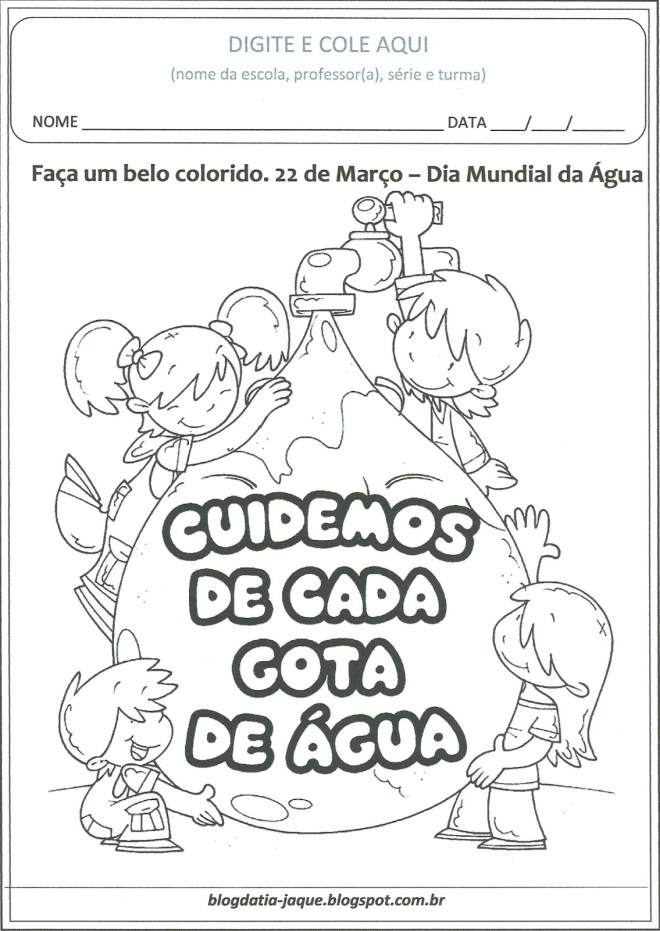 DIGITE E COLE AQUI
(nome da escola, professor(a), série e turma)
NOME ________________________________________ DATA ____/____/______
Faça um belo colorido. 22 de Março – Dia Mundial da Água
CUIDEMOS
DE CADA
GOTA
DE ÁGUA
blogdatia-jaque.blogspot.com.br